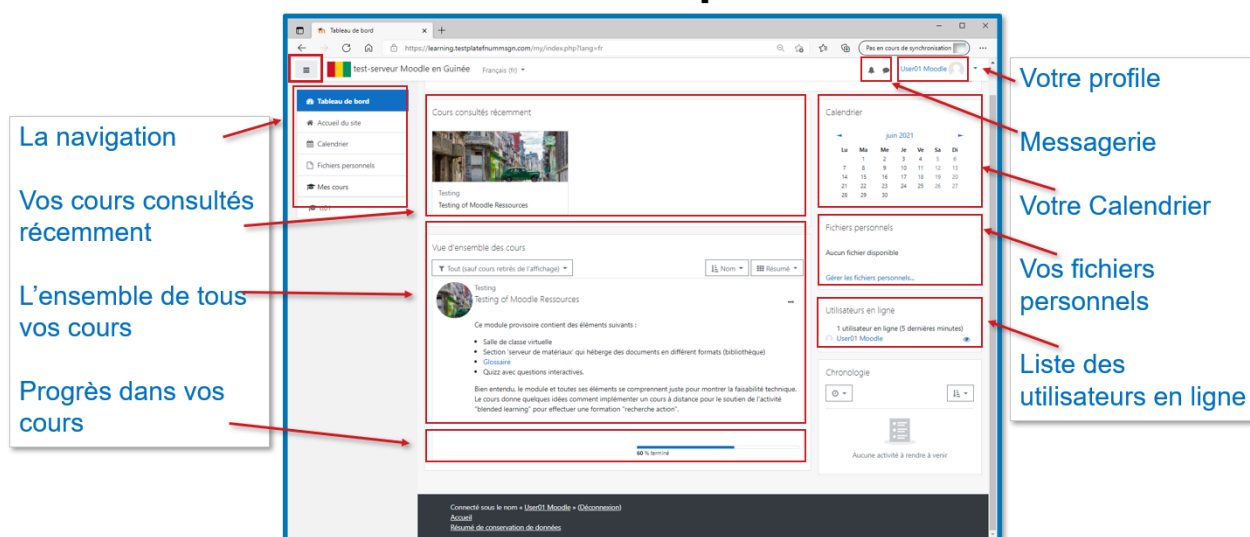 Tableau de bord
https://learning.testplatefnummsgn.com/my/index.php?lang=fr
Pas en cours de synchronisation
test-serveur Moodle en Guinée
Français (fr)
User01 Moodle
La navigation
Vos cours consultés
récemment
L'ensemble de tous
vos cours
Progrès dans vos
cours
Tableau de bord
Accueil du site
Calendrier
Fichiers personnels
Mes cours
Cours consultés récemment
Testing
Testing of Moodle Ressources
Vue d'ensemble des cours
Tout (sauf cours retirés de l'affichage)
Nom
Résumé
Testing
Testing of Moodle Ressources
Ce module provisoire contient des éléments suivants :
• Salle de classe virtuelle
• Section 'serveur de matériaux' qui héberge des documents en différent formats (bibliothéque)
• Glossaire
• Quizz avec questions interactives.
Bien entendu, le module et toutes ses éléments se comprennent juste pour montrer la faisabilité technique.
Le cours donne quelques idées comment implémenter un cours à distance pour le soutien de l'activité
"blended learning" pour effectuer une formation "recherche action".
60 % terminé
Calendrier
juin 2021
Lu Ma Me Je Ve Sa Di
1 2 3 4 5 6
7 8 9 10 11 12 13
14 15 16 17 18 19 20
21 22 23 24 25 26 27
28 29 30
Fichiers personnels
Aucun fichier disponible
Gérer les fichiers personnels...
Utilisateurs en ligne
1 utilisateur en ligne (5 dernières minutes)
User01 Moodle
Chronologie
Aucune activité à rendre à venir
Votre profile
Messagerie
Votre Calendrier
Vos fichiers
personnels
Liste des
utilisateurs en ligne
Connecté sous le nom « User01 Moodle » (Déconnexion)
Accueil
Résumé de conservation de données